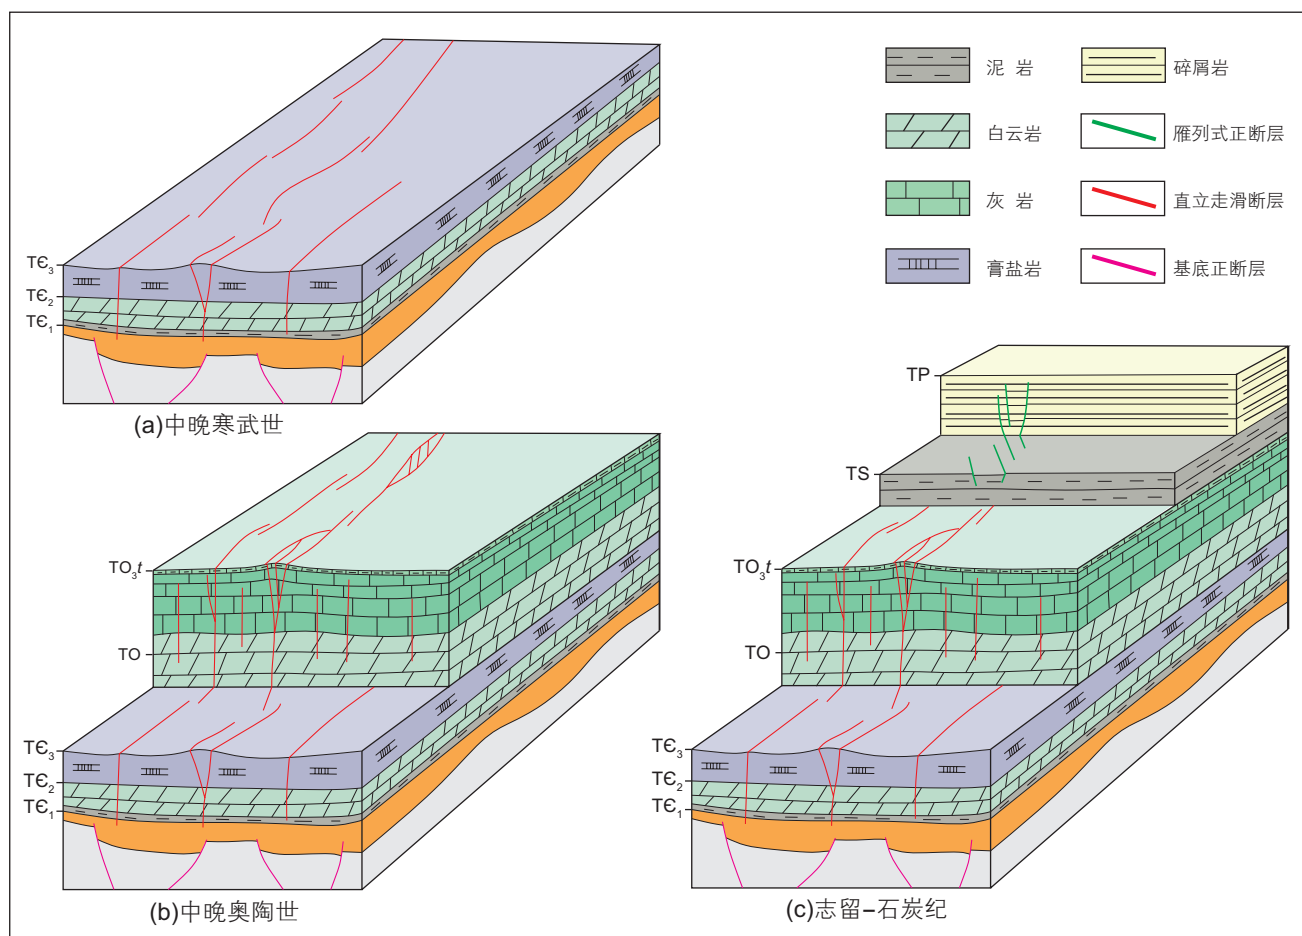 泥 岩
碎屑岩
白云岩
雁列式正断层
灰 岩
直立走滑断层
膏盐岩
基底正断层
TЄ3
TЄ2
TЄ1
(a)中晚寒武世
TO3t
TO
TЄ3
TЄ2
TЄ1
(b)中晚奥陶世
TP
TS
TO3t
TO
TЄ3
TЄ2
TЄ1
(c)志留–石炭纪